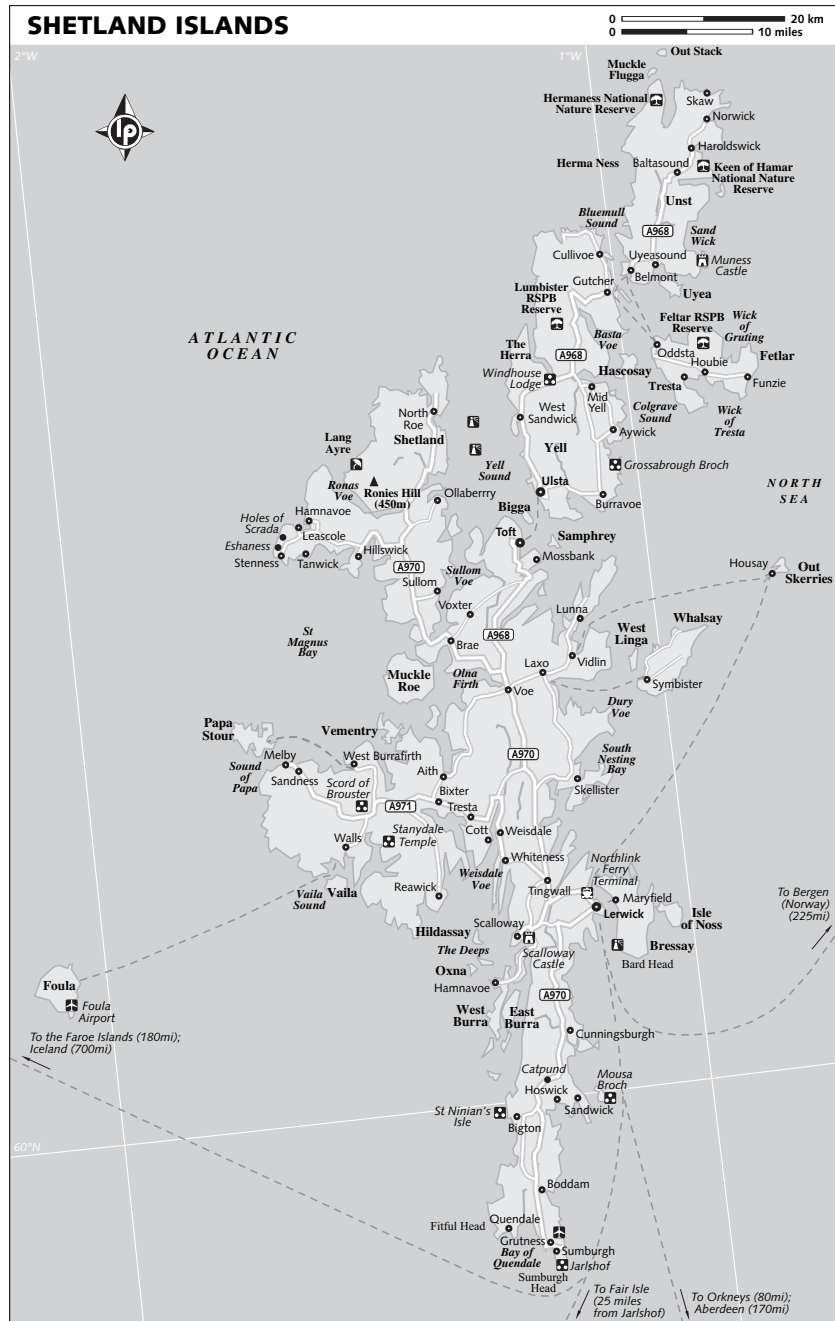 SHETLAND ISLANDS
0 20 km
0 10 miles
2°W
1°W
lp
Out Stack
Muckle
Flugga
Hermaness National
Nature Reserve
Skaw
Norwick
Haroldswick
Herma Ness
Baltasound
Keen of Hamar
National Nature
Reserve
Unst
Bluemull
Sound
A968
Sand
Wick
Cullivoe
Uyeasound
Muness
Castle
Belmont
Gutcher
Uyea
Lumbister
RSPB
Reserve
Feltar RSPB
Reserve
Wick
of
Gruting
ATLANTIC
OCEAN
Basta
Voe
Oddsta
The
Herra
A968
Houbie
Fetlar
Windhouse
Lodge
Hascosay
Tresta
Funzie
Mid
Yell
Colgrave
Sound
Wick
of
Tresta
North
Roe
West
Sandwick
Shetland
Aywick
Lang
Ayre
Yell
Yell
Sound
Grossabrough Broch
Ronas
Voe
Ronies Hill
(450m)
Ollaberry
Ulsta
NORTH
SEA
Bigga
Burravoe
Hamnavoe
Holes of
Scrada
Leascole
Eshaness
Stenness
Tanwick
Hillswick
Toft
Samphrey
Mossbank
A970
Sullom
Voe
Sullom
Housay
Out
Skerries
Voxter
Lunna
A968
West
Linga
Whalsay
St
Magnus
Bay
Brae
Vidlin
Laxo
Muckle
Roe
Olna
Firth
Voe
Symbister
Dury
Voe
Papa
Stour
Vementry
A970
South
Nesting
Bay
Melby
West Burrafirth
Sound
of
Papa
Sandness
Aith
Scord of
Brouster
Bixter
Skellister
A971
Tresta
Stanydale
Temple
Cott
Weisdale
Walls
Whiteness
Northlink
Ferry
Terminal
Weisdale
Voe
Tingwall
Vaila
Sound
Vaila
Reawick
Maryfield
To Bergen
(Norway)
(225mi)
Lerwick
Isle
of Noss
Hildassay
Scalloway
Bressay
The Deeps
Scalloway
Castle
Bard Head
Foula
Oxna
Hamnavoe
A970
Foula
Airport
West
Burra
East
Burra
To the Faroe Islands (180mi);
Iceland (700mi)
Cunningsburgh
Catpund
Mousa
Broch
Hoswick
St Ninian's
Isle
Sandwick
Bigton
60°N
Boddam
Fitful Head
Quendale
Grutness
Bay of
Quendale
Sumburgh
Jarlshof
Sumburgh
Head
To Fair Isle
(25 miles
from Jarlshof)
To Orkneys (80mi);
Aberdeen (170mi)